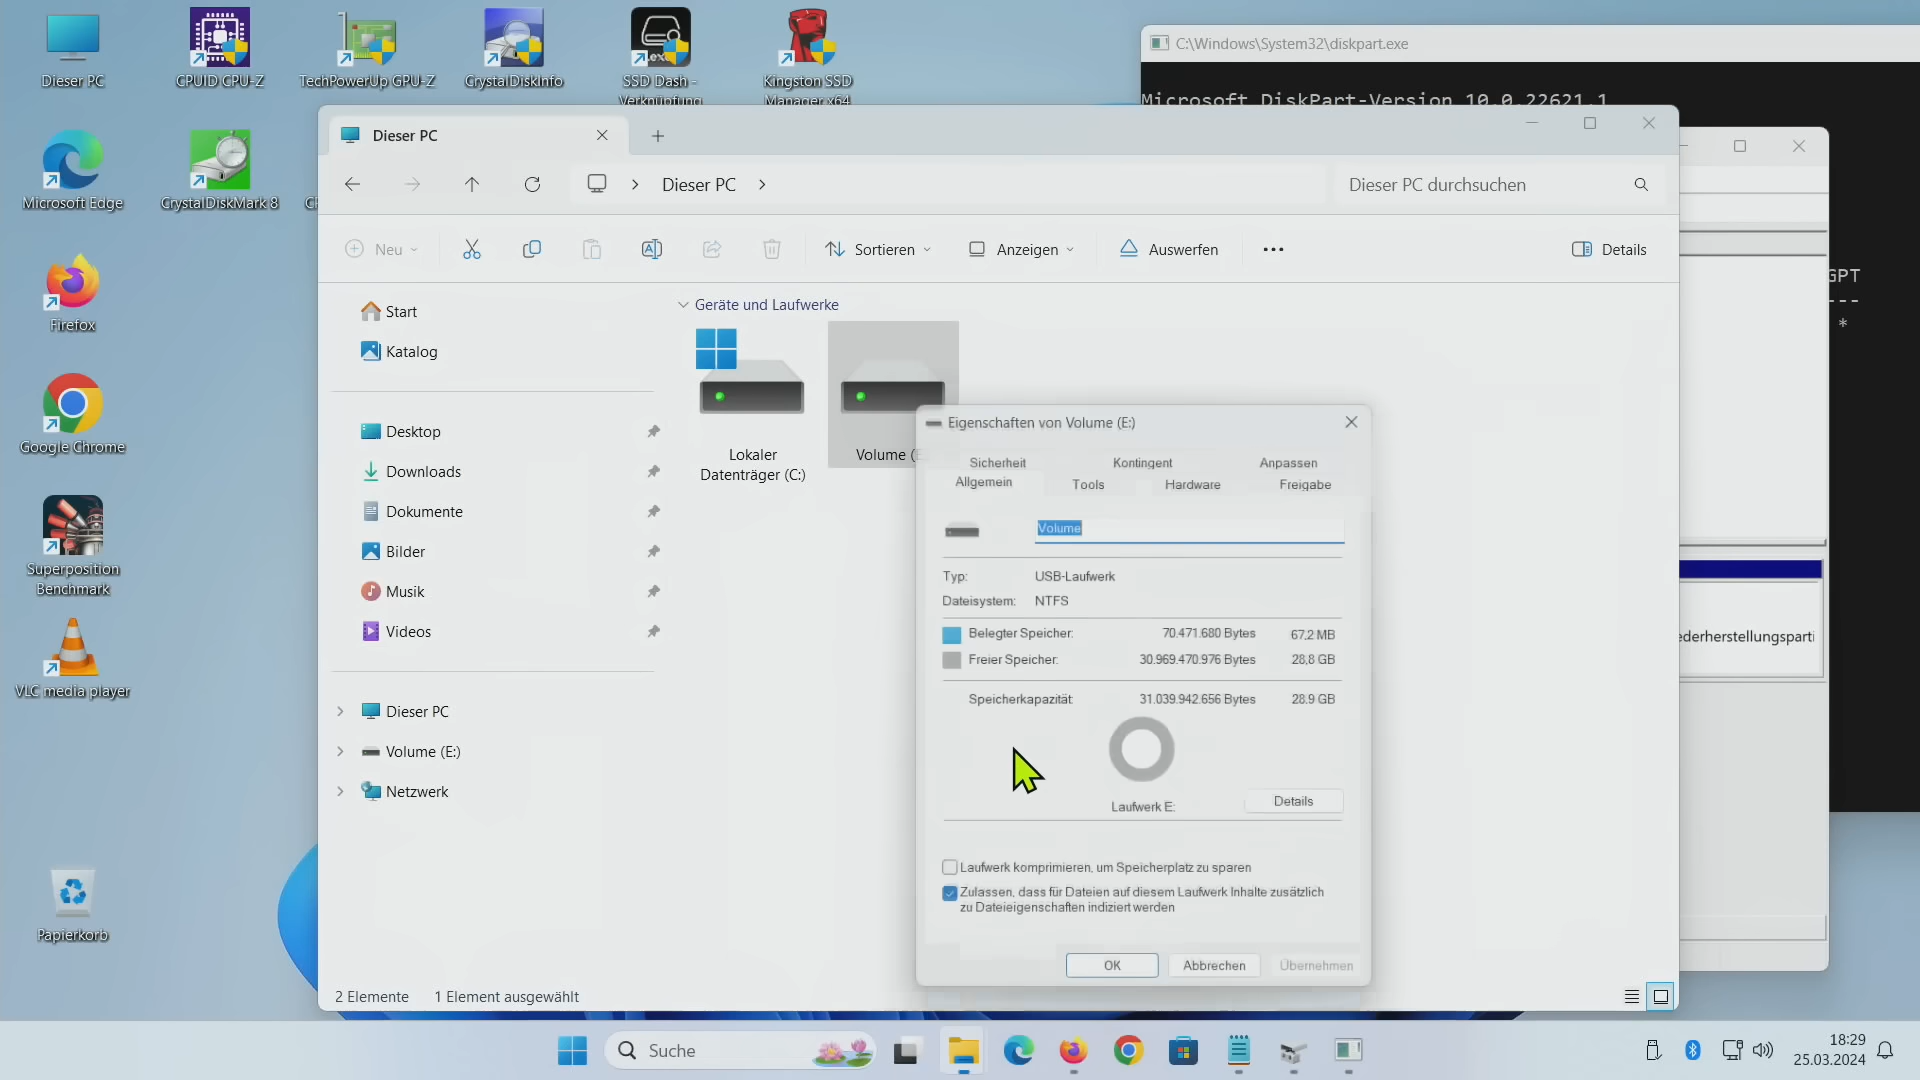 Dieser PC
CPUID CPU-Z
TechPowerUp GPU-Z
CrystalDiskInfo
SSD Dash -
Verknüpfung
Kingston SSD
Manager x64
C:\Windows\System32\diskpart.exe
Microsoft DiskPart-Version 10.0.22621.1
GPT
---
*
Microsoft Edge
CrystalDiskMark 8
Firefox
Google Chrome
Superposition
Benchmark
VLC media player
Papierkorb
Dieser PC
Dieser PC
Dieser PC durchsuchen
Neu
Sortieren
Anzeigen
Auswerfen
Details
Start
Katalog
Desktop
Downloads
Dokumente
Bilder
Musik
Videos
Dieser PC
Volume (E:)
Netzwerk
Geräte und Laufwerke
Lokaler
Datenträger (C:)
Volume (E:
Eigenschaften von Volume (E:)
Sicherheit Kontingent Anpassen
Allgemein Tools Hardware Freigabe
Volume
Typ: USB-Laufwerk
Dateisystem: NTFS
Belegter Speicher: 70.471.680 Bytes 67,2 MB
Freier Speicher: 30.969.470.976 Bytes 28,8 GB
Speicherkapazität: 31.039.942.656 Bytes 28,9 GB
Laufwerk E:
Details
Laufwerk komprimieren, um Speicherplatz zu sparen
Zulassen, dass für Dateien auf diesem Laufwerk Inhalte zusätzlich
zu Dateieigenschaften indiziert werden
OK Abbrechen Übernehmen
ederherstellungsparti
2 Elemente 1 Element ausgewählt
Suche
18:29
25.03.2024